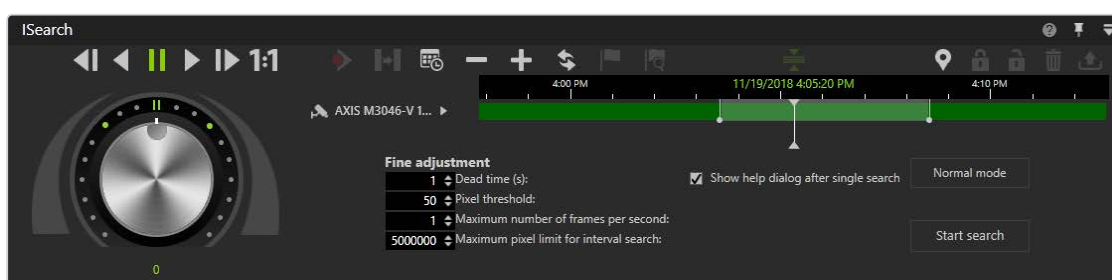 ISearch
1:1
4:00 PM
11/19/2018 4:05:20 PM
4:10 PM
AXIS M3046-V 1...
Fine adjustment
1 Dead time (s):
50 Pixel threshold:
1 Maximum number of frames per second:
5000000 Maximum pixel limit for interval search:
Show help dialog after single search
Normal mode
Start search
0